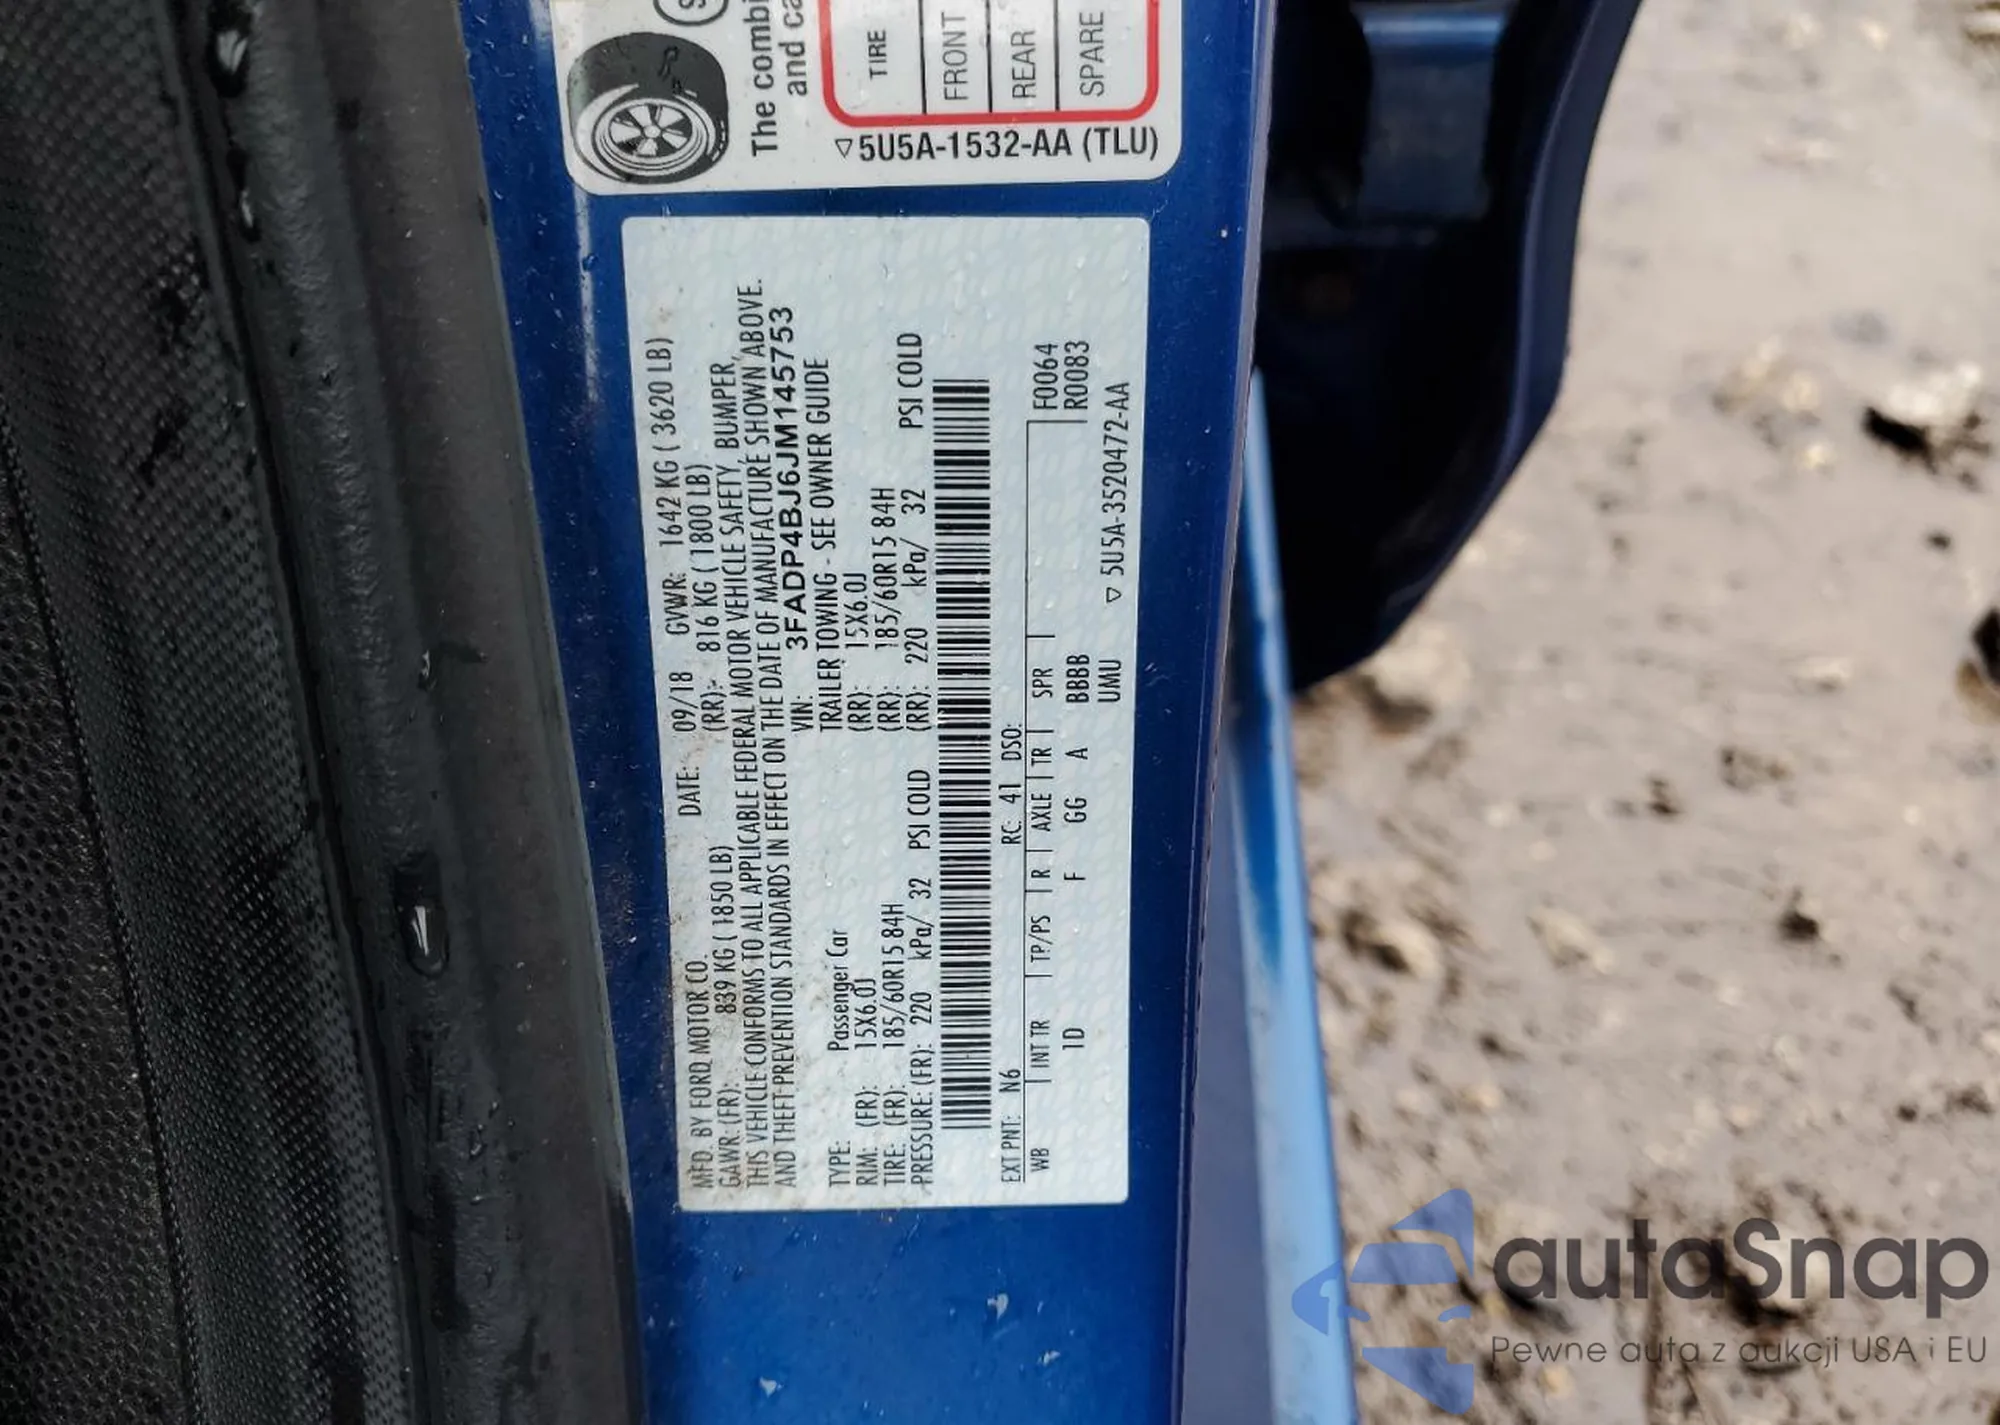 The combi
and ca
TIRE
FRONT
REAR
SPARE
▽5U5A-1532-AA (TLU)
MFD. BY FORD MOTOR CO. DATE: 09/18 GVWR: 1642 KG ( 3620 LB)
GAWR: (FR): 839 KG ( 1850 LB) (RR): 816 KG ( 1800 LB)
THIS VEHICLE CONFORMS TO ALL APPLICABLE FEDERAL MOTOR VEHICLE SAFETY, BUMPER,
AND THEFT PREVENTION STANDARDS IN EFFECT ON THE DATE OF MANUFACTURE SHOWN ABOVE.
VIN: 3FADP4BJ6JM145753
TYPE: Passenger Car TRAILER TOWING - SEE OWNER GUIDE
RIM: (FR): 15X6.0J (RR): 15X6.0J
TIRE: (FR): 185/60R15 84H (RR): 185/60R15 84H
PRESSURE: (FR): 220 kPa/ 32 PSI COLD (RR): 220 kPa/ 32 PSI COLD
EXT PNT: N6 RC: 41 DSO:
WB INT TR TP/PS R AXLE TR SPR F0064
1D F GG A BBBB R0083
UMU ▽ 5U5A-3520472-AA
autaSnap
Pewne auta z aukcji USA i EU